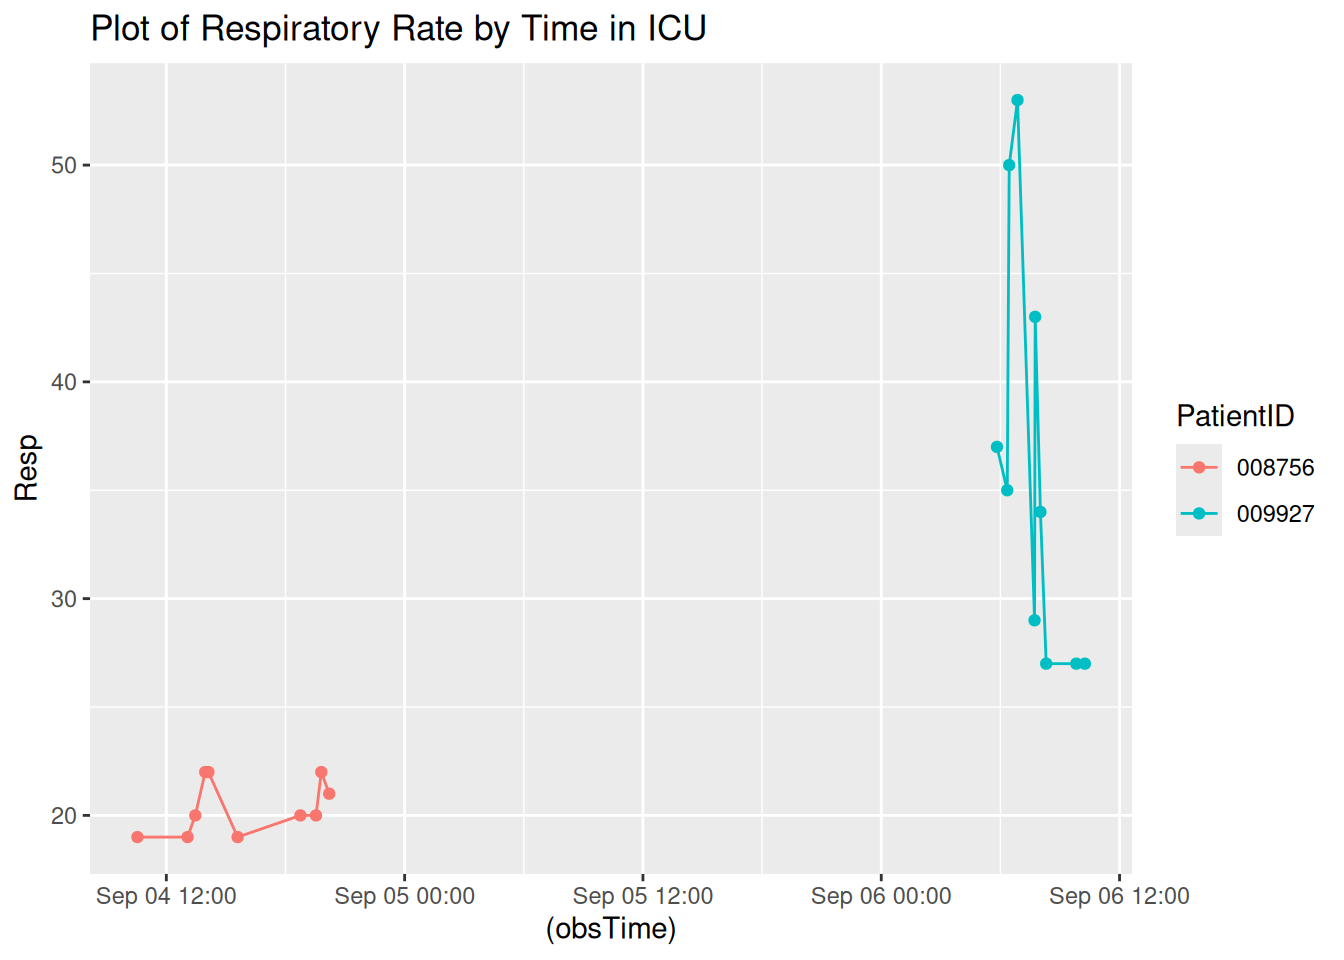 Plot of Respiratory Rate by Time in ICU
50
40
30
20
Resp
Sep 04 12:00 Sep 05 00:00 Sep 05 12:00 Sep 06 00:00 Sep 06 12:00
(obsTime)
PatientID
008756
009927